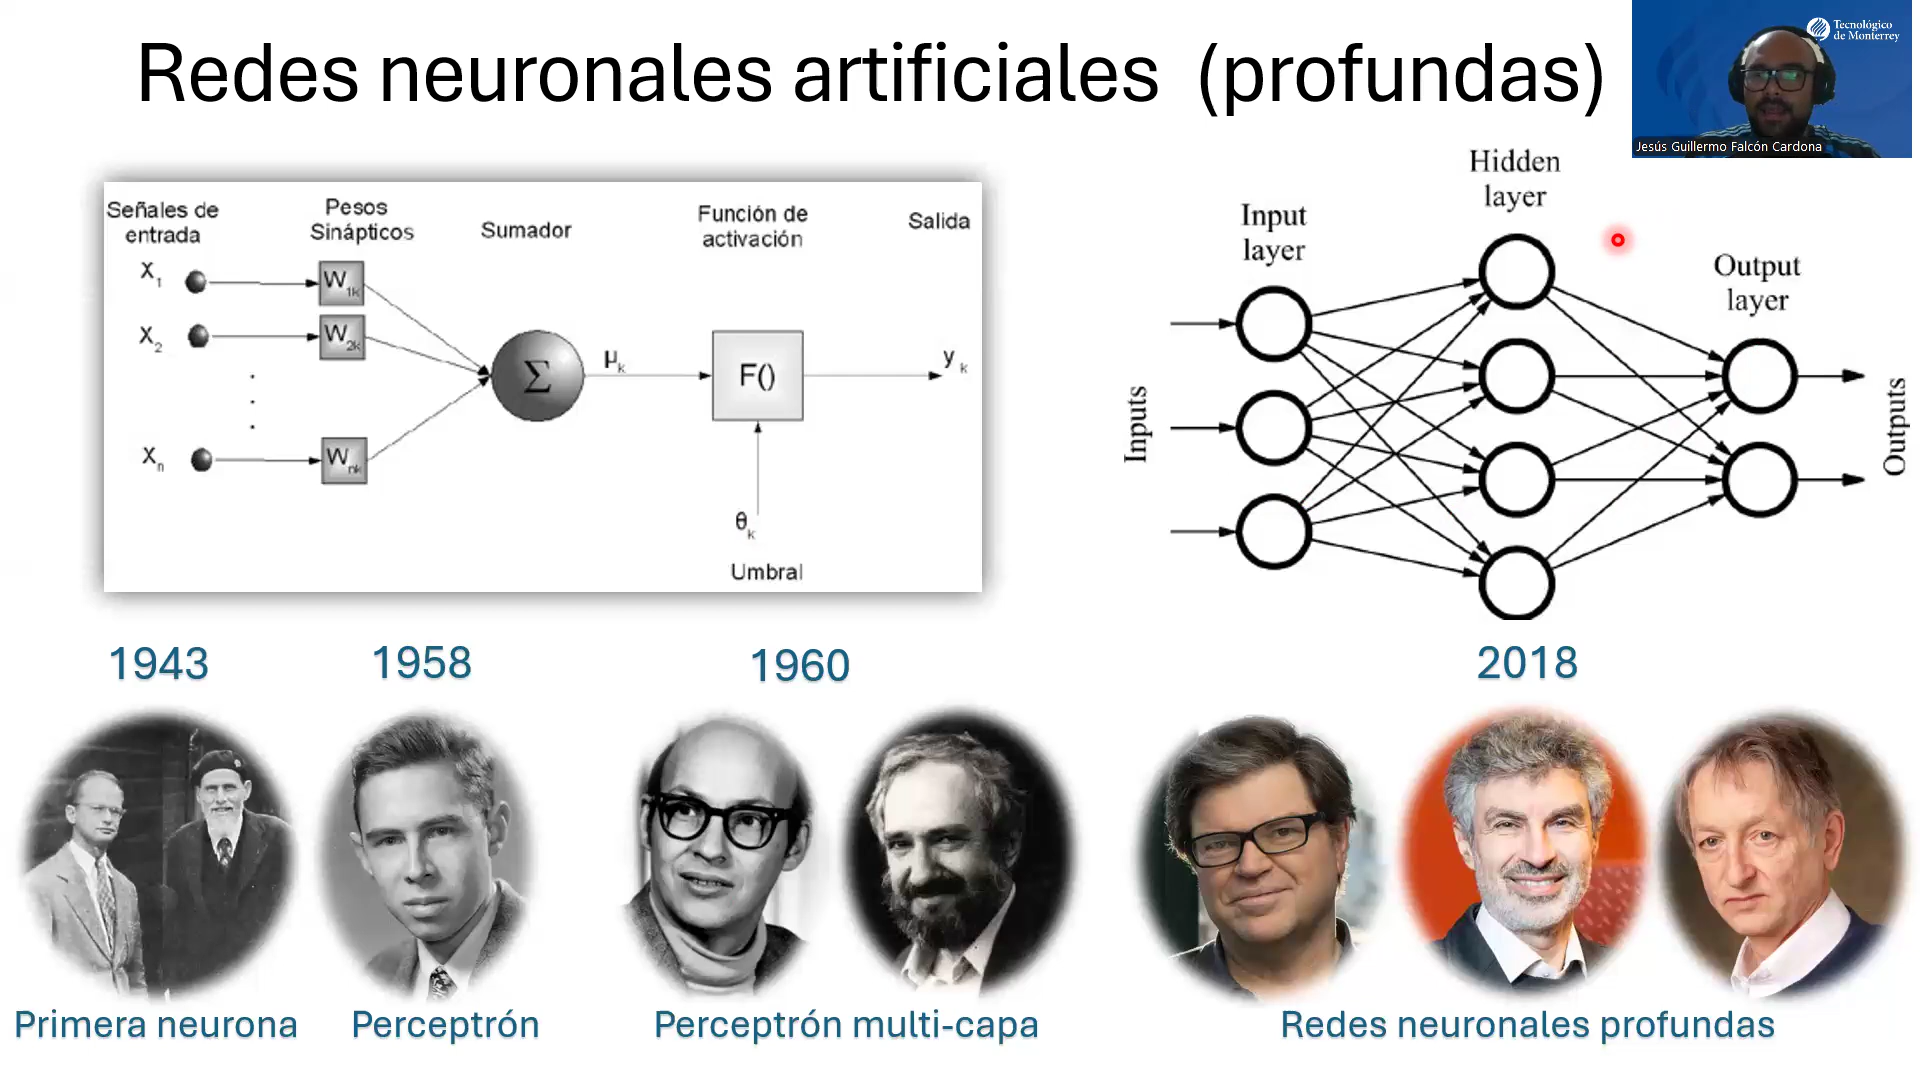 Redes neuronales artificiales (profundas)
Tecnológico
de Monterrey
Jesús Guillermo Falcón Cardona
Señales de
entrada
Pesos
Sinápticos
Sumador
Función de
activación
Salida
X1
W1k
X2
W2k
Xn
Wnk
Σ
μk
F()
yk
θk
Umbral
Input
layer
Hidden
layer
Output
layer
Inputs
Outputs
1943
1958
1960
2018
Primera neurona
Perceptrón
Perceptrón multi-capa
Redes neuronales profundas